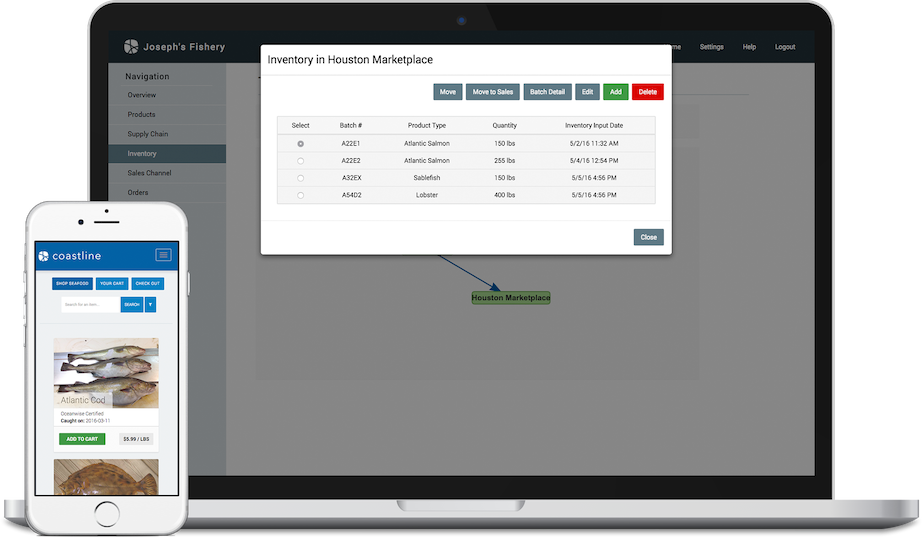 Joseph's Fishery
Settings
Help
Logout
Navigation
Overview
Products
Supply Chain
Inventory
Sales Channel
Orders
Inventory in Houston Marketplace
Move
Move to Sales
Batch Detail
Edit
Add
Delete
Select Batch # Product Type Quantity Inventory Input Date
A22E1 Atlantic Salmon 150 lbs 5/2/16 11:32 AM
A22E2 Atlantic Salmon 255 lbs 5/4/16 12:54 PM
A32EX Sablefish 150 lbs 5/5/16 4:56 PM
A54D2 Lobster 400 lbs 5/5/16 4:56 PM
Close
Houston Marketplace
coastline
SHOP SEAFOOD
YOUR CART
CHECK OUT
Search for an item...
SEARCH
Atlantic Cod
Oceanwise Certified
Caught on: 2016-03-11
ADD TO CART
$5.99 / LBS